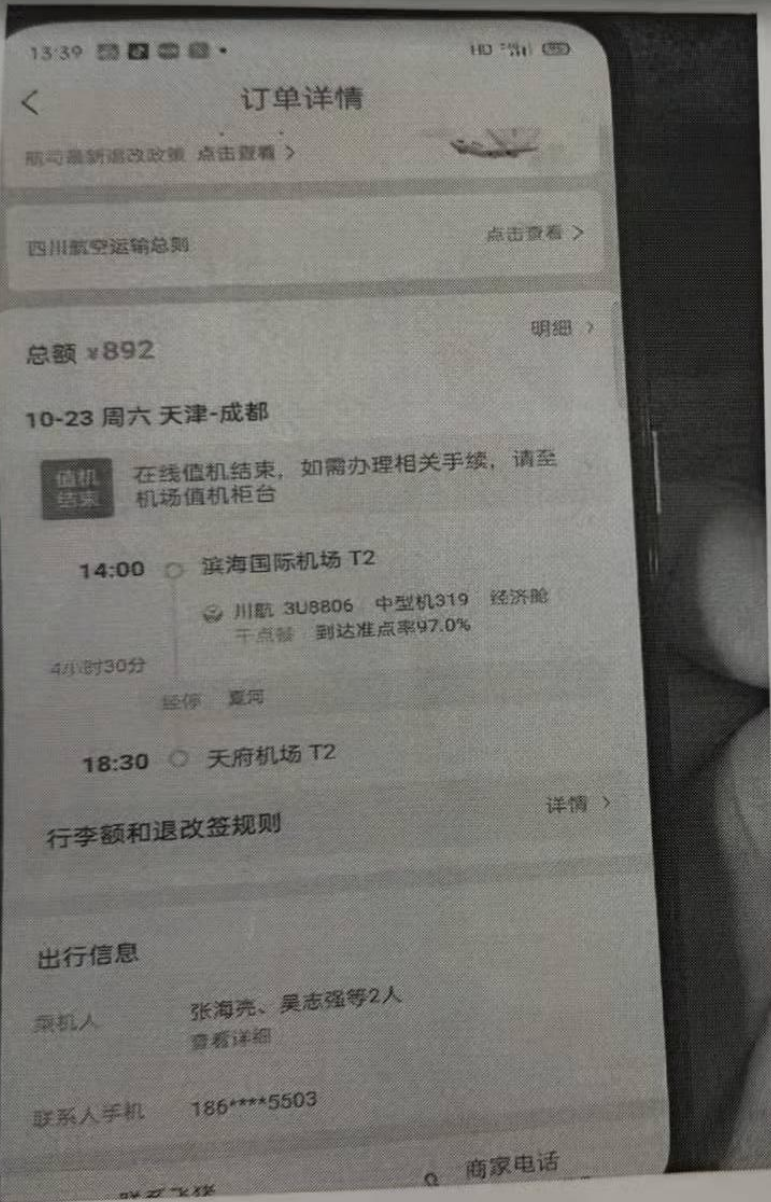 13:39
HD
订单详情
航司最新退改政策 点击查看 >
四川航空运输总则 点击查看 >
总额 ¥892 明细 >
10-23 周六 天津-成都
值机
结束
在线值机结束，如需办理相关手续，请至
机场值机柜台
14:00 滨海国际机场 T2
川航 3U8806 中型机319 经济舱
干点餐 到达准点率97.0%
4小时30分
经停
18:30 天府机场 T2
行李额和退改签规则 详情 >
出行信息
乘机人 张海亮、吴志强等2人
查看详细
联系人手机 186****5503
商家电话